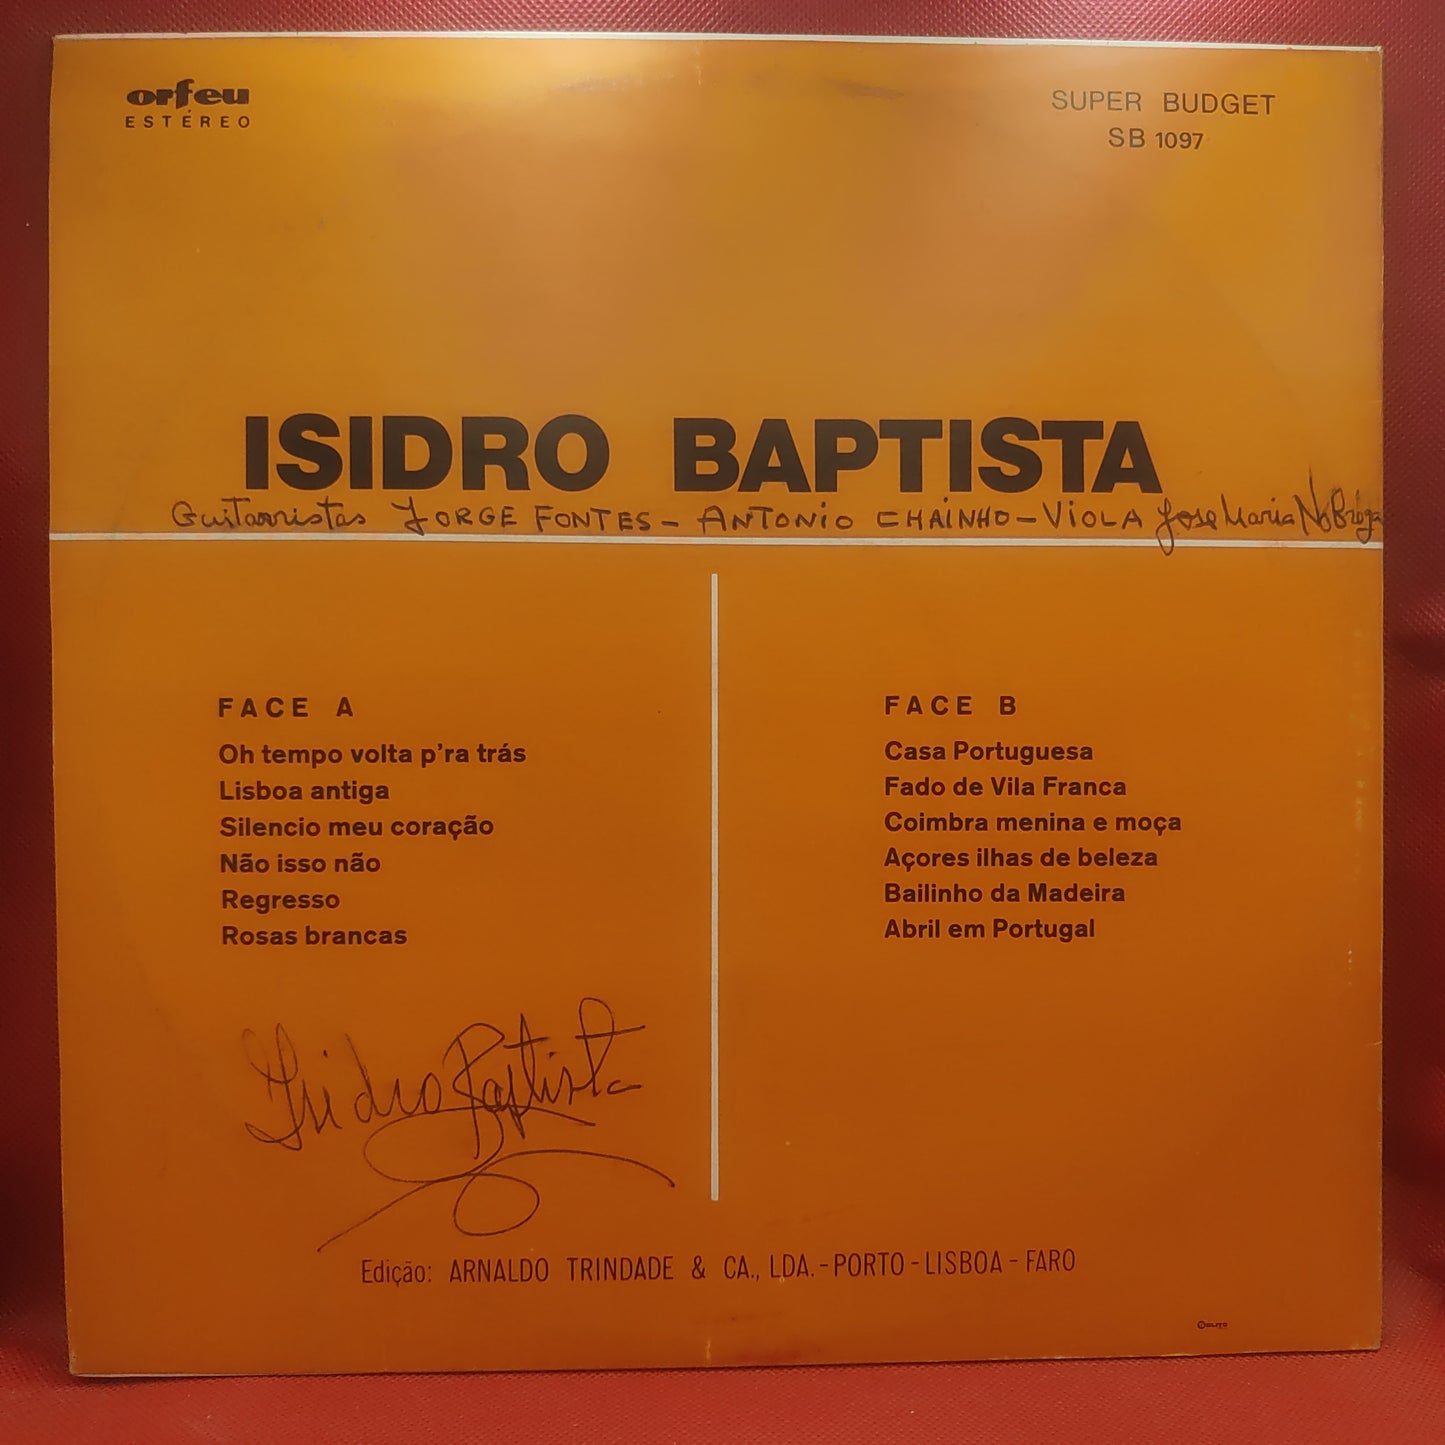 orfeu
ESTÉREO
SUPER BUDGET
SB 1097
ISIDRO BAPTISTA
Guitarristas JORGE FONTES - ANTONIO CHAINHO - VIOLA José Maria Nobrega
FACE A
Oh tempo volta p'ra trás
Lisboa antiga
Silencio meu coração
Não isso não
Regresso
Rosas brancas
FACE B
Casa Portuguesa
Fado de Vila Franca
Coimbra menina e moça
Açores ilhas de beleza
Bailinho da Madeira
Abril em Portugal
Isidro Baptista
Edição: ARNALDO TRINDADE & CA., LDA. - PORTO - LISBOA - FARO